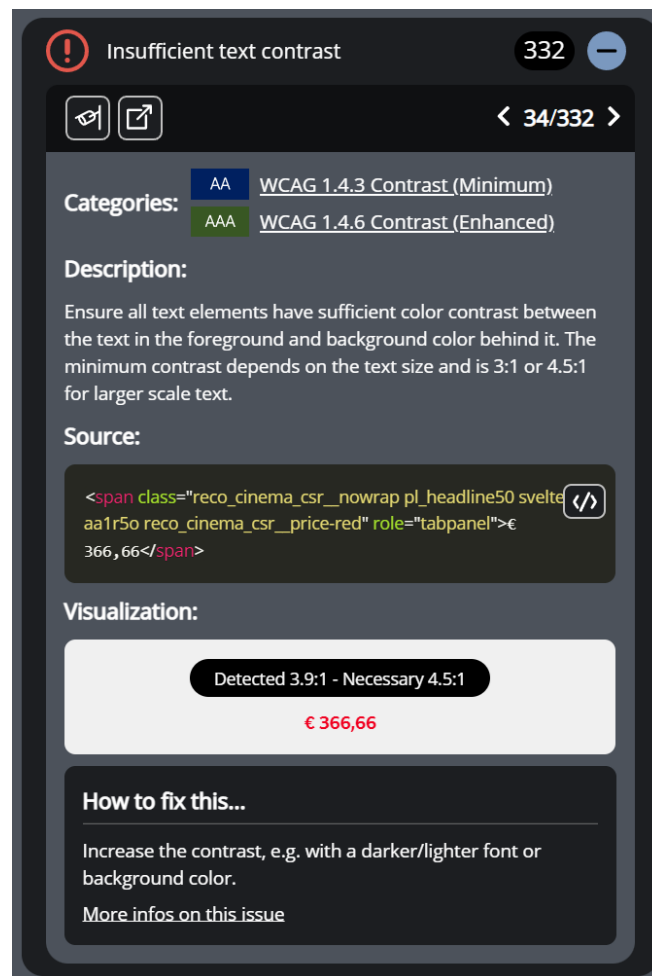 Insufficient text contrast 332
34/332
Categories: AA WCAG 1.4.3 Contrast (Minimum)
AAA WCAG 1.4.6 Contrast (Enhanced)
Description:
Ensure all text elements have sufficient color contrast between
the text in the foreground and background color behind it. The
minimum contrast depends on the text size and is 3:1 or 4.5:1
for larger scale text.
Source:
<span class="reco_cinema_csr__nowrap pl_headline50 svelte
aa1r5o reco_cinema_csr__price-red" role="tabpanel">€
366,66</span>
Visualization:
Detected 3.9:1 - Necessary 4.5:1
€ 366,66
How to fix this...
Increase the contrast, e.g. with a darker/lighter font or
background color.
More infos on this issue